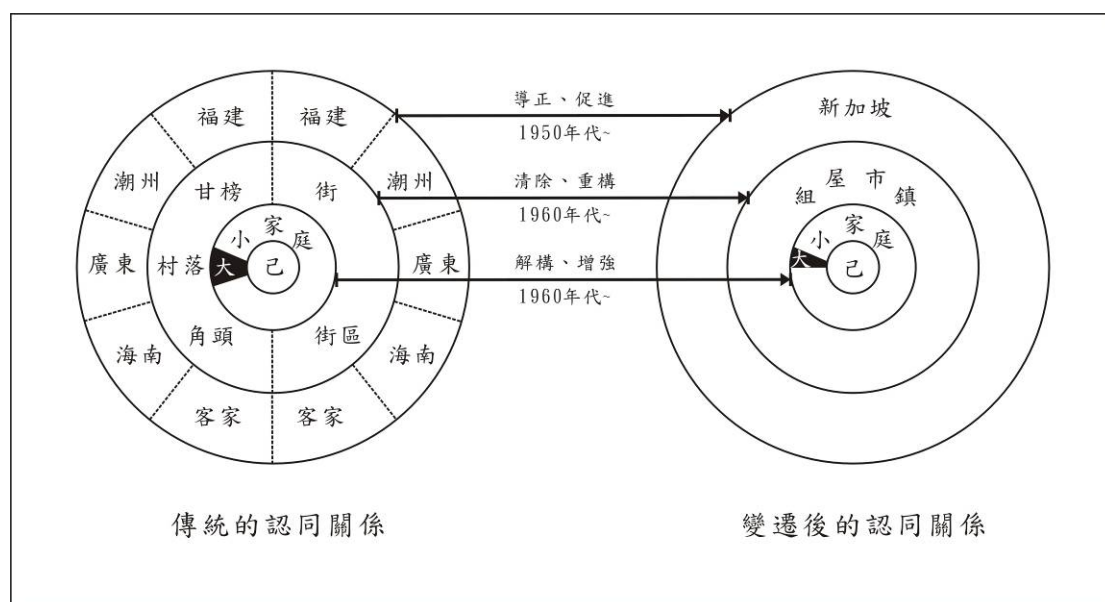 福建
福建
導正、促進
1950年代~
新加坡
潮州
甘榜
街
潮州
清除、重構
1960年代~
組屋市鎮
小家庭
小家庭
廣東
村落
大
己
廣東
解構、增強
1960年代~
大
己
海南
角頭
街區
海南
客家
客家
傳統的認同關係
變遷後的認同關係